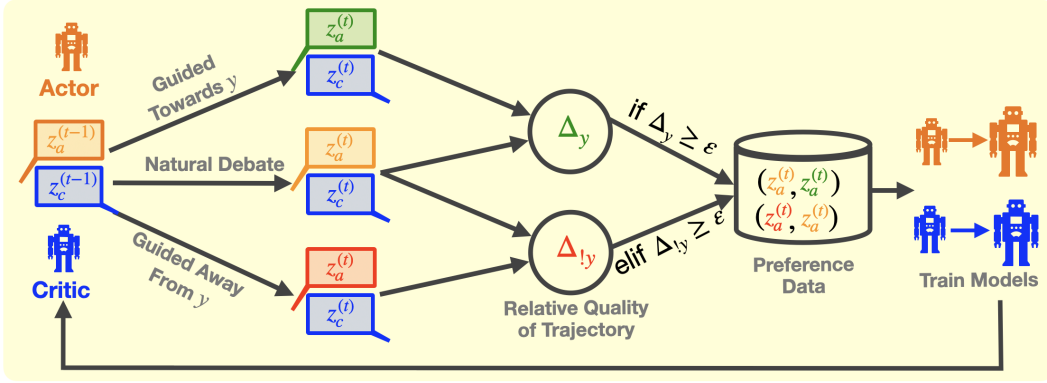 Actor
z_a^{(t-1)}
z_c^{(t-1)}
Critic
Guided
Towards y
Natural Debate
Guided Away
From y
z_a^{(t)}
z_c^{(t)}
z_a^{(t)}
z_c^{(t)}
z_a^{(t)}
z_c^{(t)}
Δ_y
Δ_{!y}
Relative Quality
of Trajectory
if Δ_y ≥ ε
elif Δ_{!y} ≥ ε
(z_a^{(t)}, z_a^{(t)})
(z_a^{(t)}, z_a^{(t)})
Preference
Data
Train Models